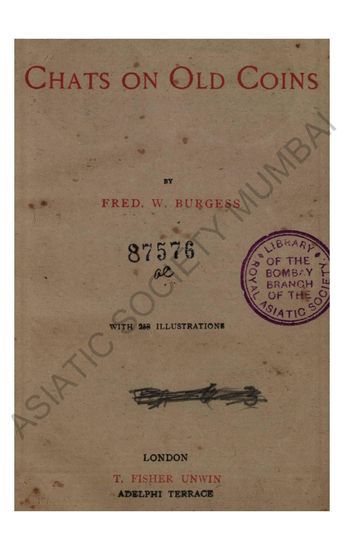 CHATS ON OLD COINS
BY
FRED. W. BURGESS
87576
LIBRARY
OF THE
BOMBAY
BRANCH
OF THE
ROYAL ASIATIC SOCIETY
WITH 258 ILLUSTRATIONS
LONDON
T. FISHER UNWIN
ADELPHI TERRACE
ASIATIC SOCIETY MUMBAI